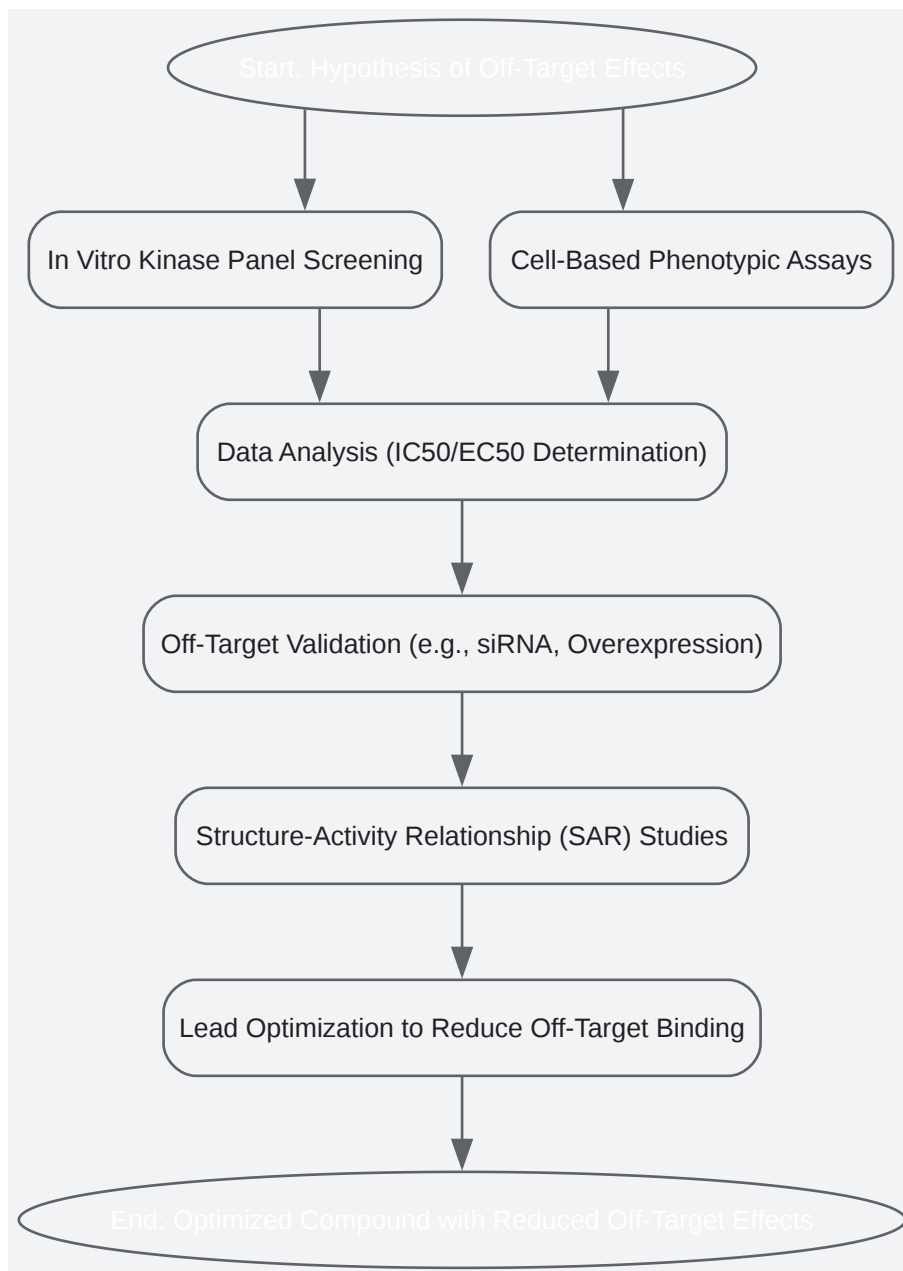 Start: Hypothesis of Off-Target Effects
In Vitro Kinase Panel Screening
Cell-Based Phenotypic Assays
Data Analysis (IC50/EC50 Determination)
Off-Target Validation (e.g., siRNA, Overexpression)
Structure-Activity Relationship (SAR) Studies
Lead Optimization to Reduce Off-Target Binding
End: Optimized Compound with Reduced Off-Target Effects